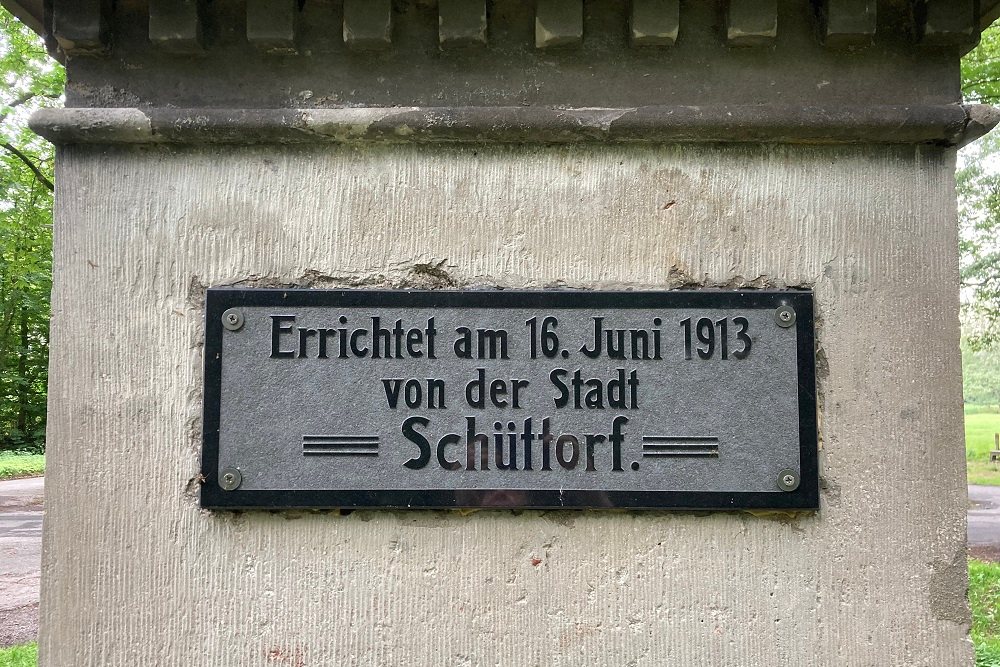 Errichtet am 16. Juni 1913
von der Stadt
Schüttorf.